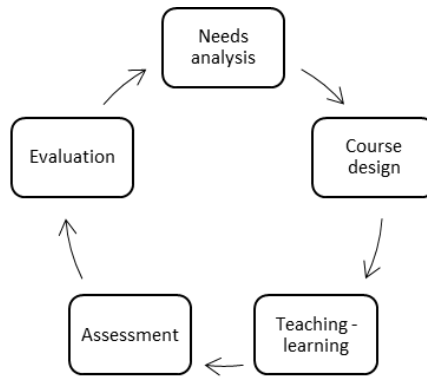 Needs
analysis
Course
design
Teaching -
learning
Assessment
Evaluation